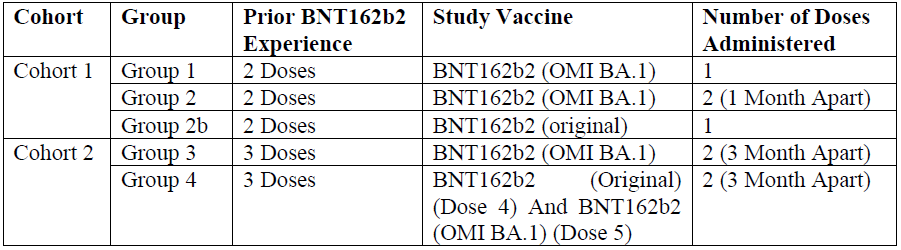 Cohort Group Prior BNT162b2 Study Vaccine Number of Doses
Experience Administered
Cohort 1 Group 1 2 Doses BNT162b2 (OMI BA.1) 1
Group 2 2 Doses BNT162b2 (OMI BA.1) 2 (1 Month Apart)
Group 2b 2 Doses BNT162b2 (original) 1
Cohort 2 Group 3 3 Doses BNT162b2 (OMI BA.1) 2 (3 Month Apart)
Group 4 3 Doses BNT162b2 (Original) 2 (3 Month Apart)
(Dose 4) And BNT162b2
(OMI BA.1) (Dose 5)